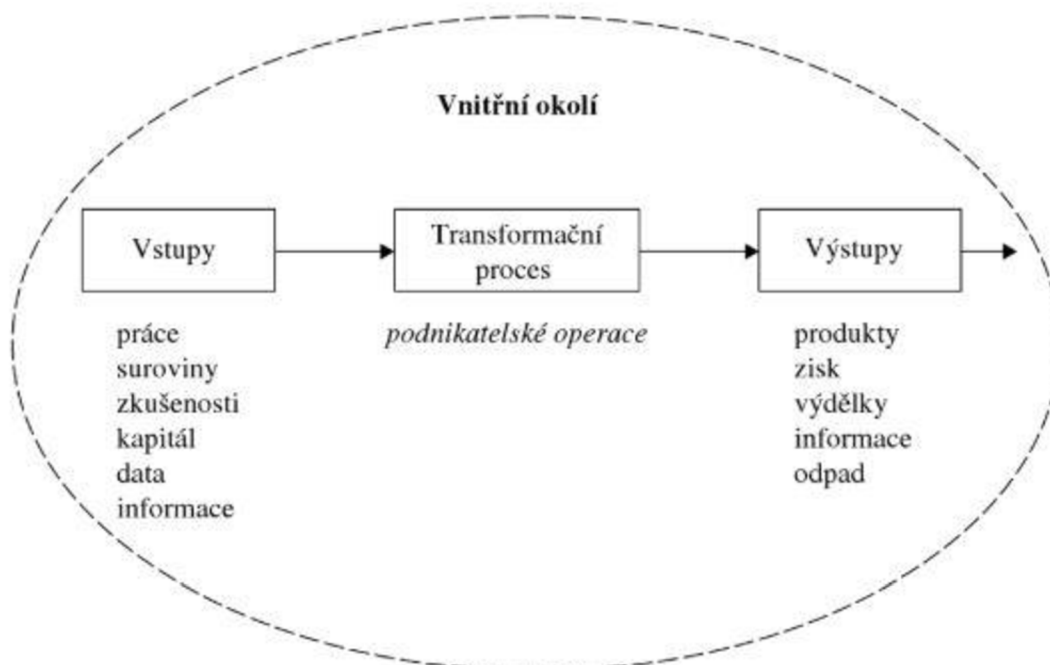 Vnitřní okolí
Vstupy
Transformační
proces
Výstupy
práce
suroviny
zkušenosti
kapitál
data
informace
podnikatelské operace
produkty
zisk
výdělky
informace
odpad